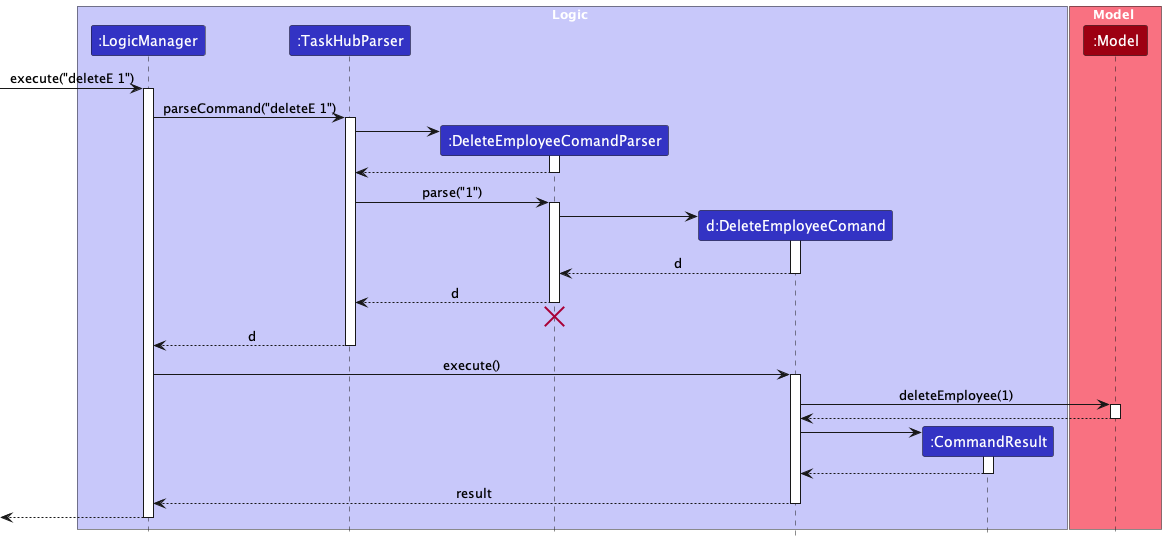 Logic
Model
:LogicManager
:TaskHubParser
:Model
execute("deleteE 1")
parseCommand("deleteE 1")
:DeleteEmployeeComandParser
parse("1")
d:DeleteEmployeeComand
d
d
d
execute()
deleteEmployee(1)
:CommandResult
result